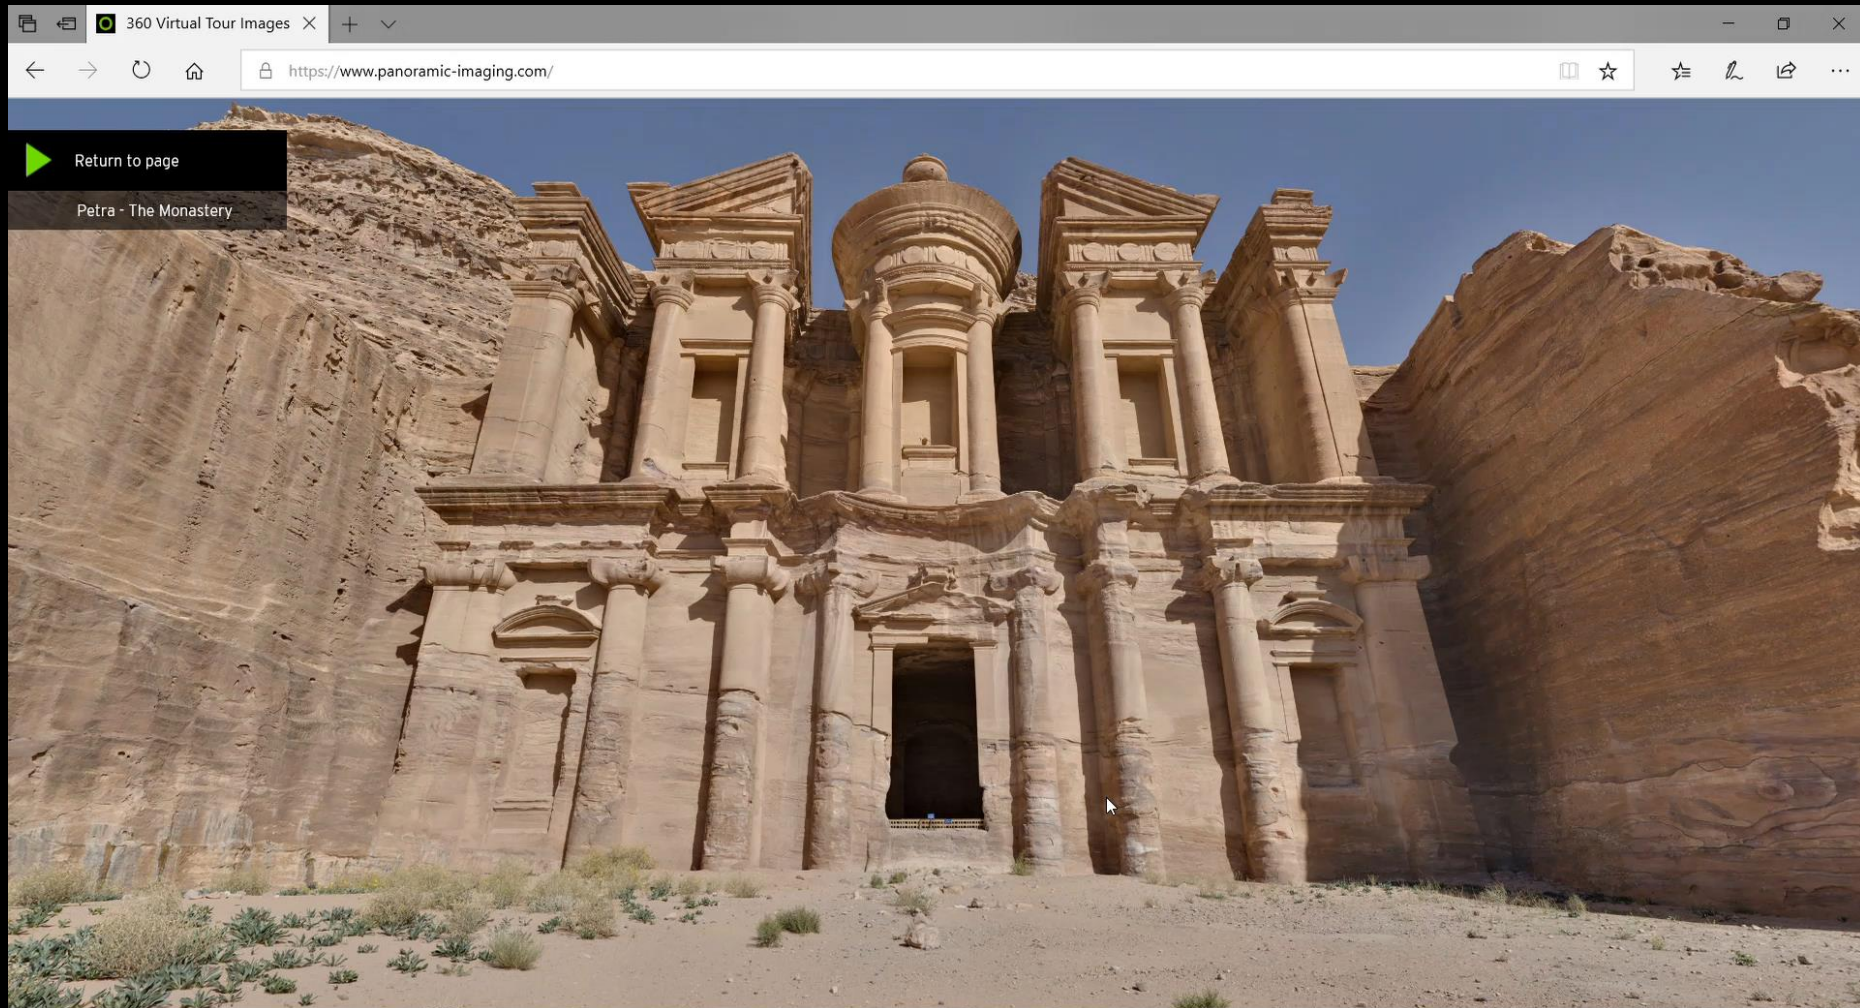 360 Virtual Tour Images
https://www.panoramic-imaging.com/
Return to page
Petra - The Monastery